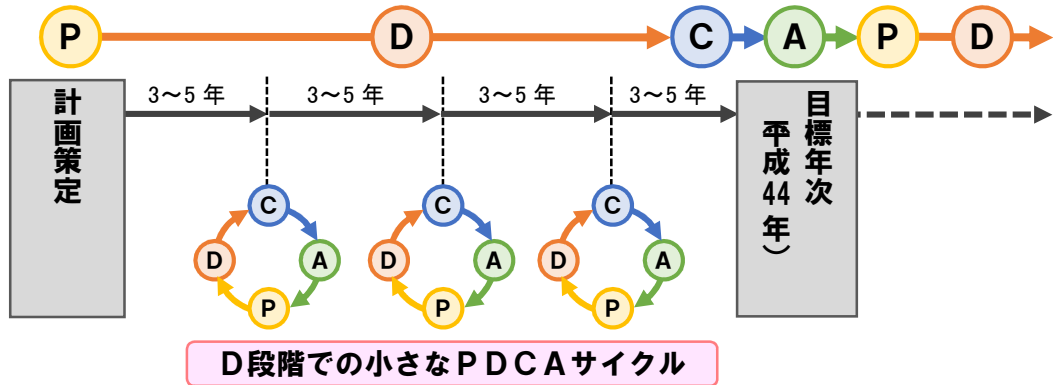 P D C A P D
計画策定
3～5 年 3～5 年 3～5 年 3～5 年
目標年次
平成44年）
C C C
D A D A D A
P P P
D段階での小さなPDCAサイクル